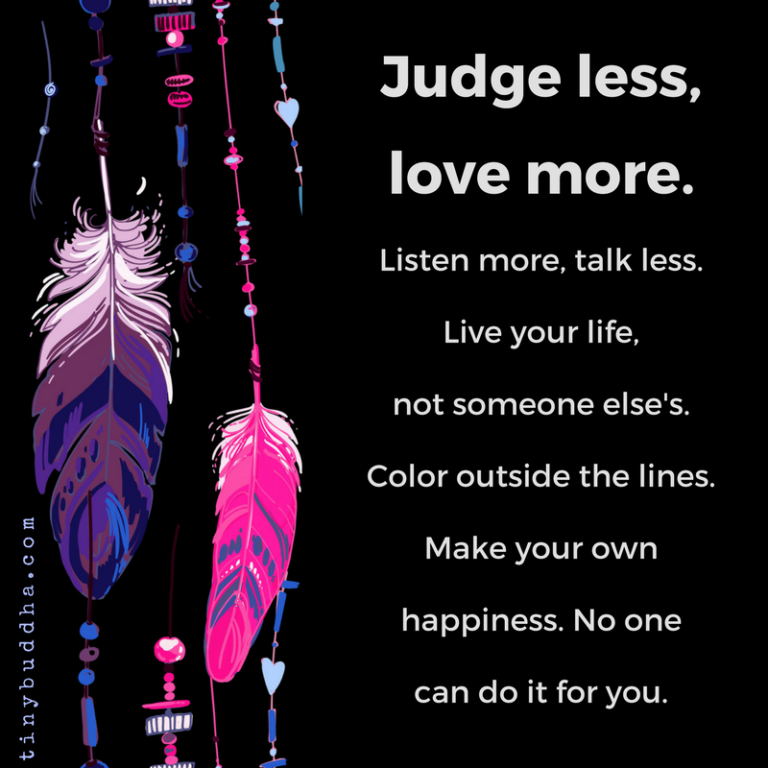 Judge less,
love more.
Listen more, talk less.
Live your life,
not someone else's.
Color outside the lines.
Make your own
happiness. No one
can do it for you.
tinybuddha.com